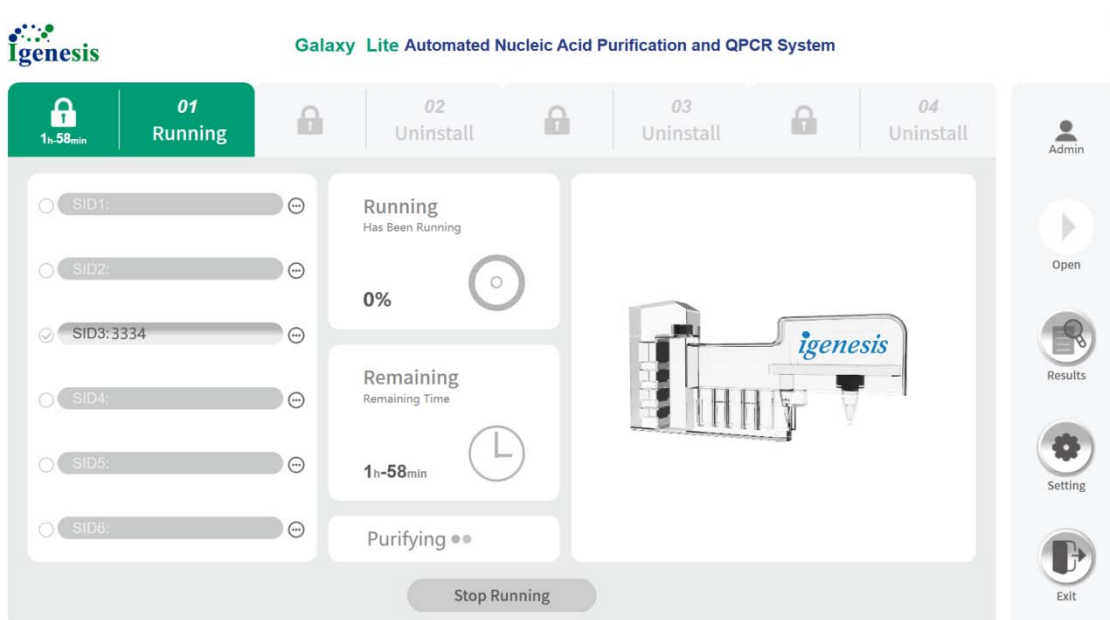 Igenesis
Galaxy Lite Automated Nucleic Acid Purification and QPCR System
1h-58min
01
Running
02
Uninstall
03
Uninstall
04
Uninstall
Admin
SID1:
SID2:
SID3:3334
SID4:
SID5:
SID6:
Running
Has Been Running
0%
Remaining
Remaining Time
1h-58min
Purifying
igenesis
Open
Results
Setting
Exit
Stop Running